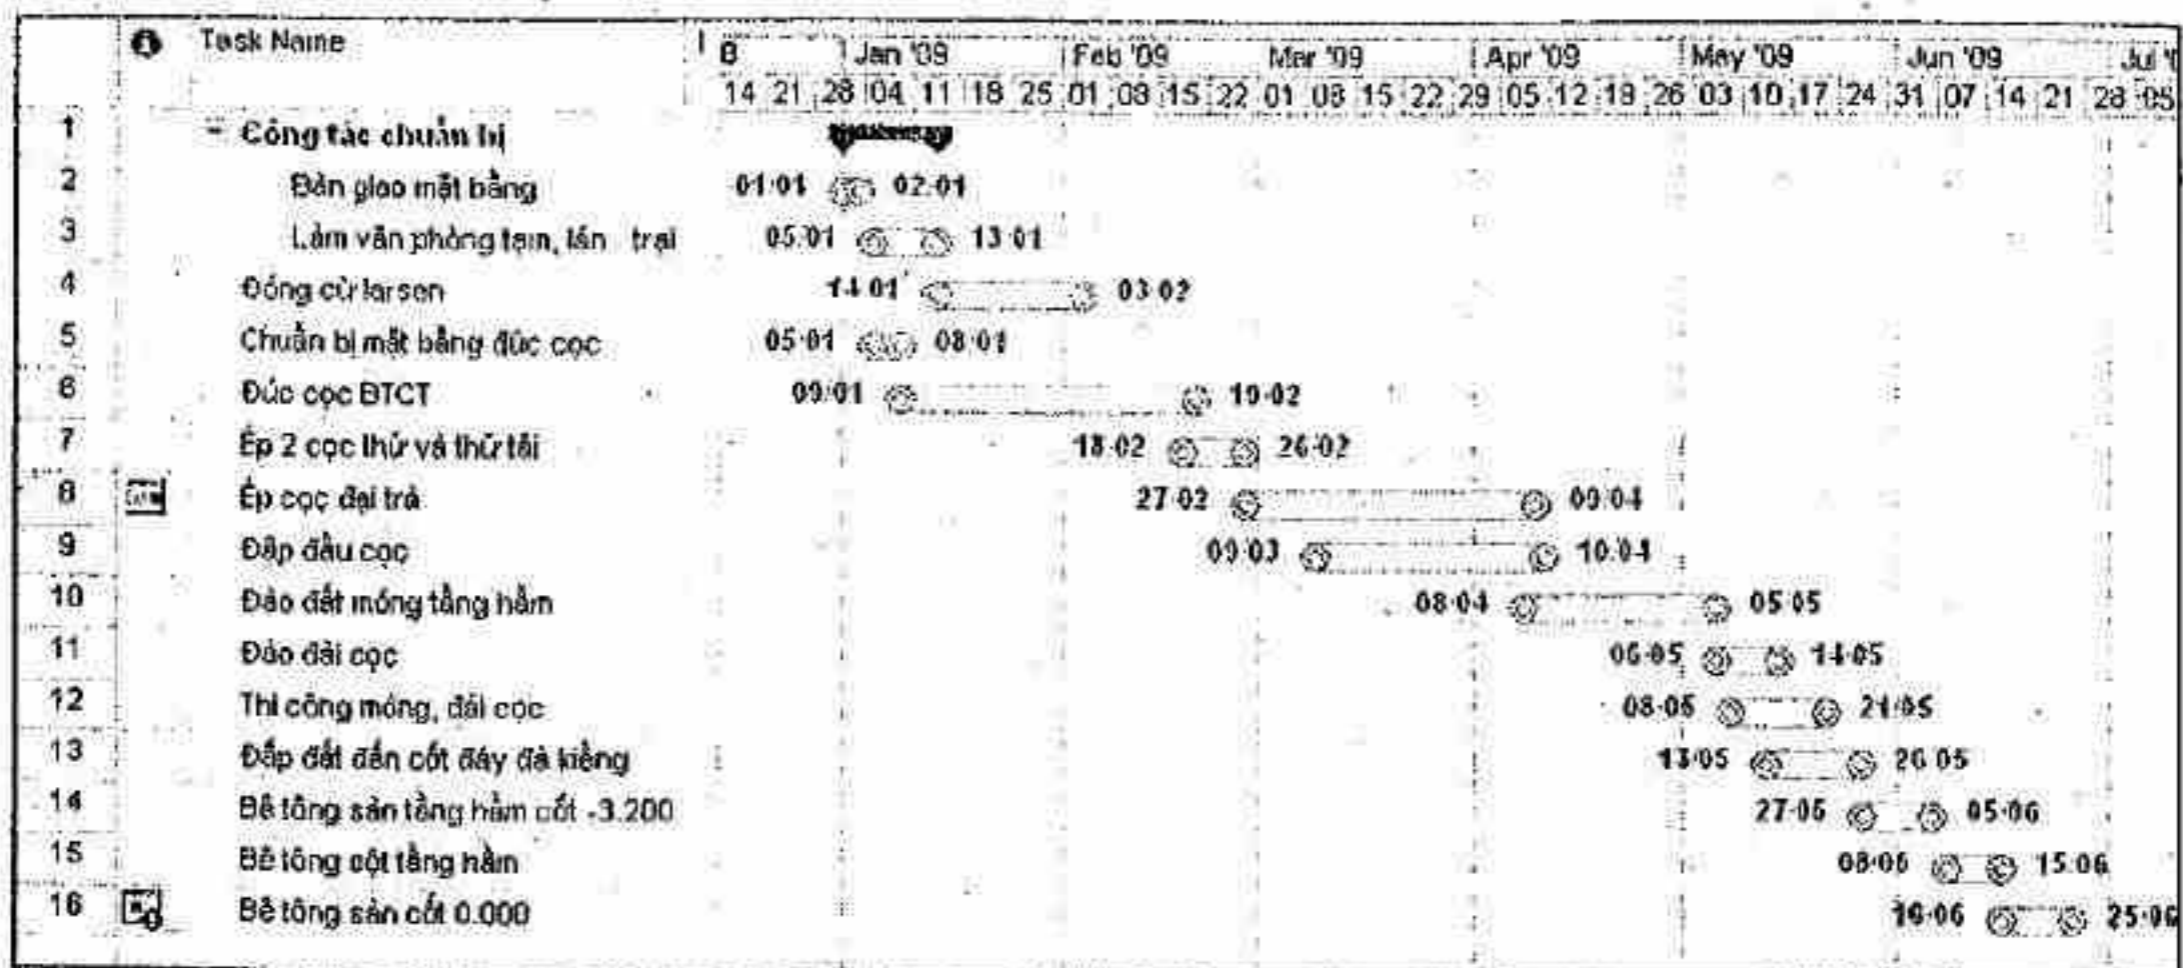 Task Name B Jan '09 Feb '09 Mar '09 Apr '09 May '09 Jun '09 Jul
14 21 28 04 11 18 25 01 08 15 22 01 08 15 22 29 05 12 19 26 03 10 17 24 31 07 14 21 28 05
1 Công tác chuẩn bị
2 Bàn giao mặt bằng 01-01 02-01
3 Làm văn phòng tạm, lán trại 05-01 13-01
4 Đóng cừ larsen 14-01 03-02
5 Chuẩn bị mặt bằng đúc cọc 05-01 08-01
6 Đúc cọc BTCT 09-01 19-02
7 Ép 2 cọc thử và thử tải 18-02 26-02
8 Ép cọc đại trà 27-02 09-04
9 Đập đầu cọc 09-03 10-04
10 Đào đất móng tầng hầm 08-04 05-05
11 Đào đài cọc 06-05 14-05
12 Thi công móng, đài cọc 08-05 21-05
13 Đắp đất đến cốt đáy đà kiềng 13-05 26-05
14 Bê tông sàn tầng hầm cốt -3.200 27-05 05-06
15 Bê tông cột tầng hầm 08-06 15-06
16 Bê tông sàn cốt 0.000 16-06 25-06